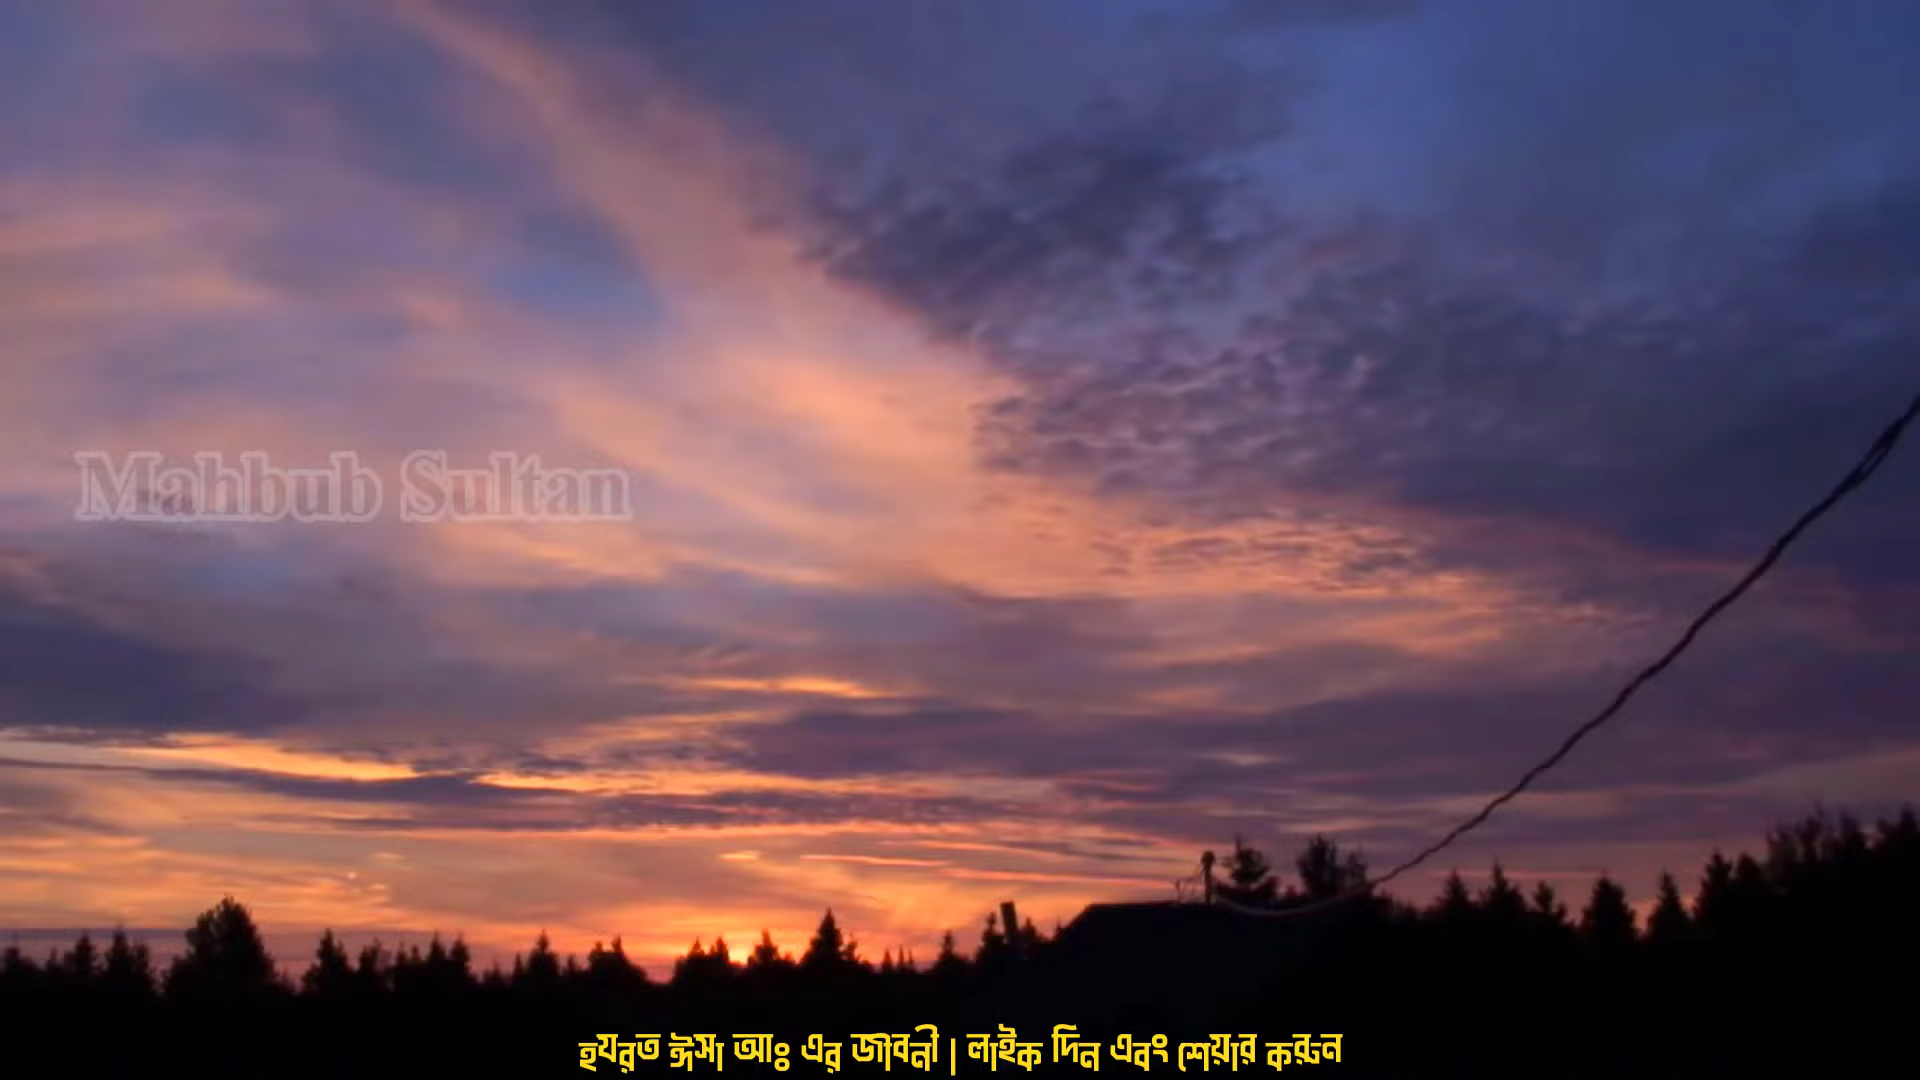 Mahbub Sultan
হযরত ঈসা আঃ এর জীবনী | লাইক দিন এবং শেয়ার করুন